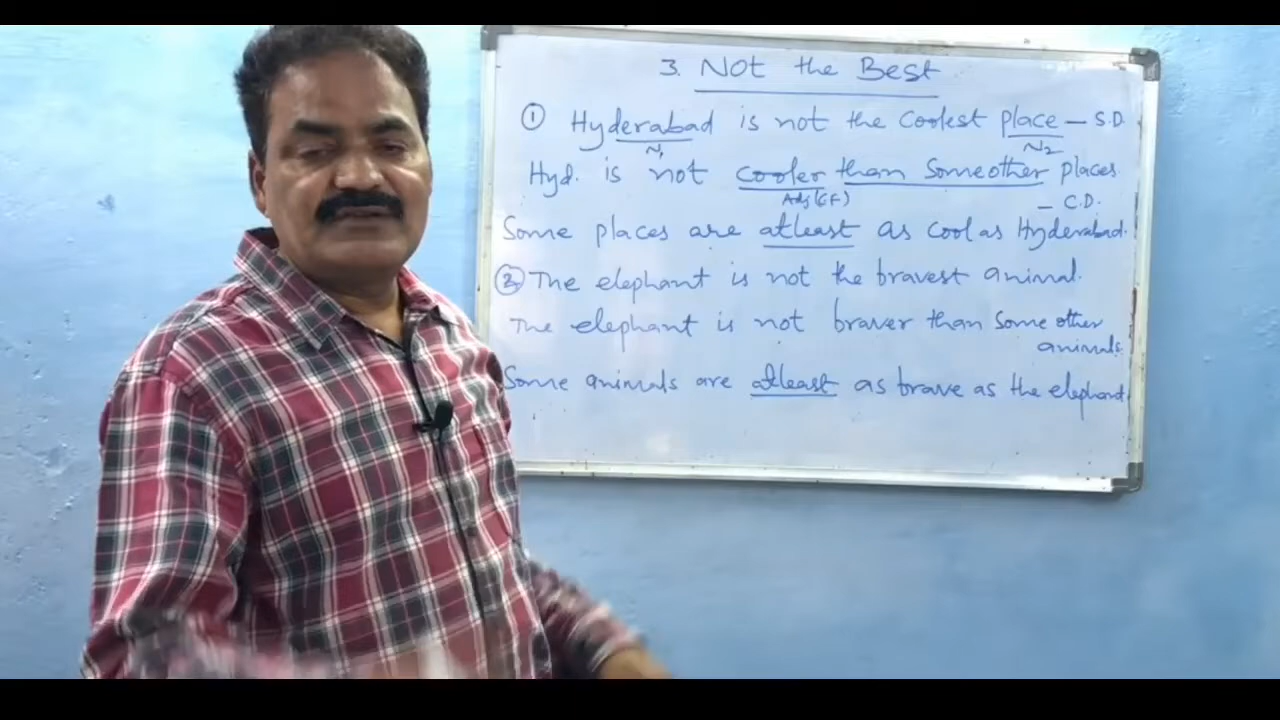 3. Not the Best
① Hyderabad is not the coolest place – S.D.
N₁ N₂
Hyd. is not cooler than Someother places.
Adj(CF) – C.D.
Some places are atleast as cool as Hyderabad.
② The elephant is not the bravest animal.
The elephant is not braver than Some other
animals.
Some animals are atleast as brave as the elephant.